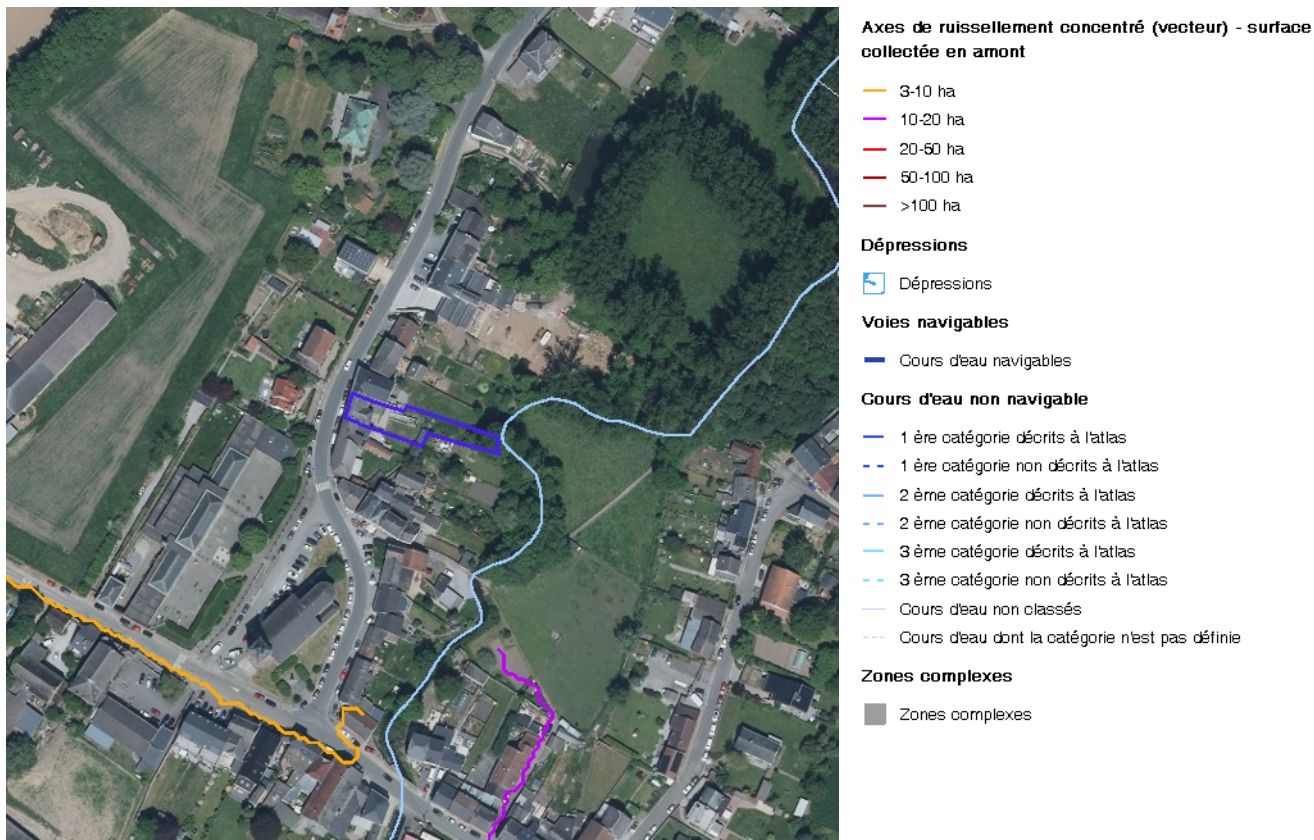 Axes de ruissellement concentré (vecteur) - surface
collectée en amont
3-10 ha
10-20 ha
20-50 ha
50-100 ha
>100 ha
Dépressions
Dépressions
Voies navigables
Cours d'eau navigables
Cours d'eau non navigable
1 ère catégorie décrits à l'atlas
1 ère catégorie non décrits à l'atlas
2 ème catégorie décrits à l'atlas
2 ème catégorie non décrits à l'atlas
3 ème catégorie décrits à l'atlas
3 ème catégorie non décrits à l'atlas
Cours d'eau non classés
Cours d'eau dont la catégorie n'est pas définie
Zones complexes
Zones complexes